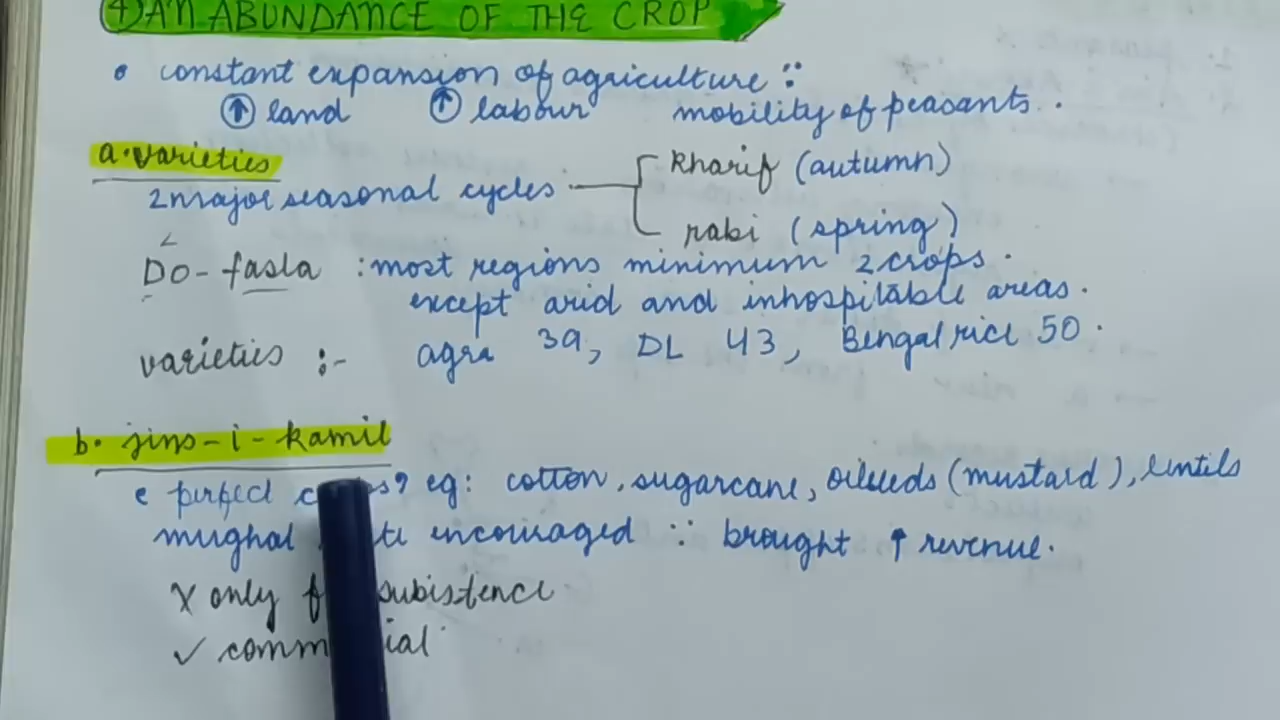 (4) AN ABUNDANCE OF THE CROP
• constant expansion of agriculture ∵
↑ land ↑ labour mobility of peasants.
a. varieties
2 major seasonal cycles
Kharif (autumn)
rabi (spring)
Do-fasla : most regions minimum 2 crops.
except arid and inhospitable areas.
varieties :- agra 39, DL 43, Bengal rice 50.
b. jins-i-kamil
perfect eg: cotton, sugarcane, oilseeds (mustard), lentils
mughal encouraged ∵ brought ↑ revenue.
x only subistence
✓